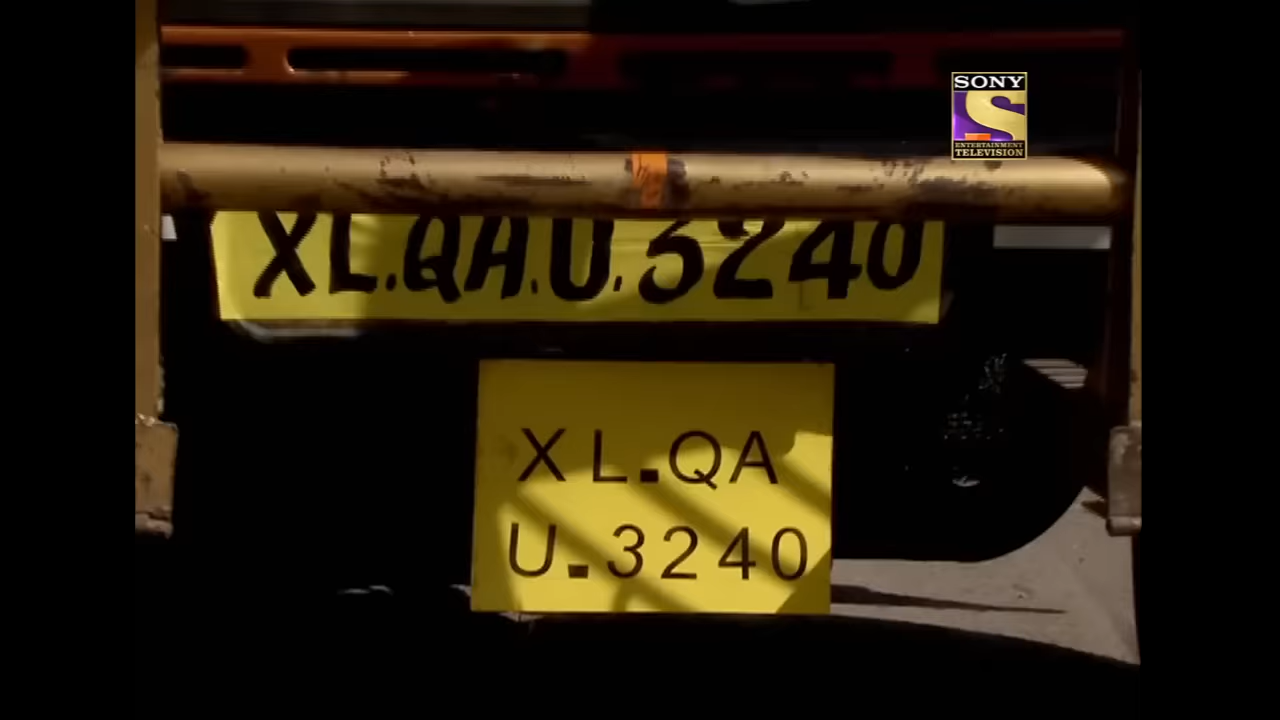 SONY
ENTERTAINMENT
TELEVISION
XL.QA.U.3240
XL.QA
U.3240